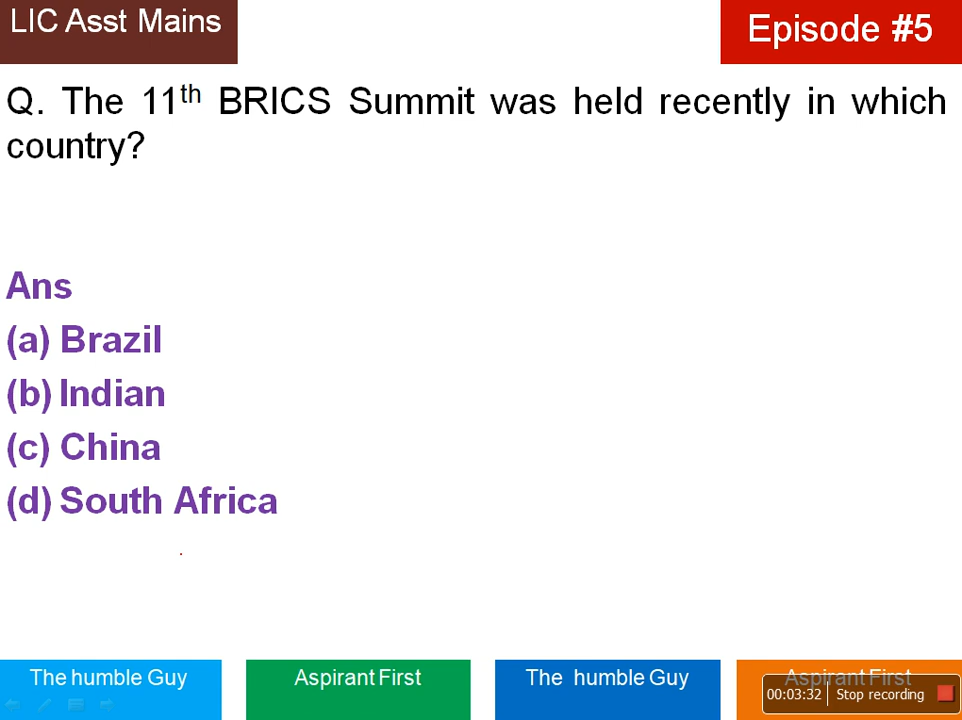 LIC Asst Mains
Episode #5
Q. The 11th BRICS Summit was held recently in which
country?
Ans
(a) Brazil
(b) Indian
(c) China
(d) South Africa
The humble Guy
Aspirant First
The humble Guy
Aspirant First
00:03:32 Stop recording